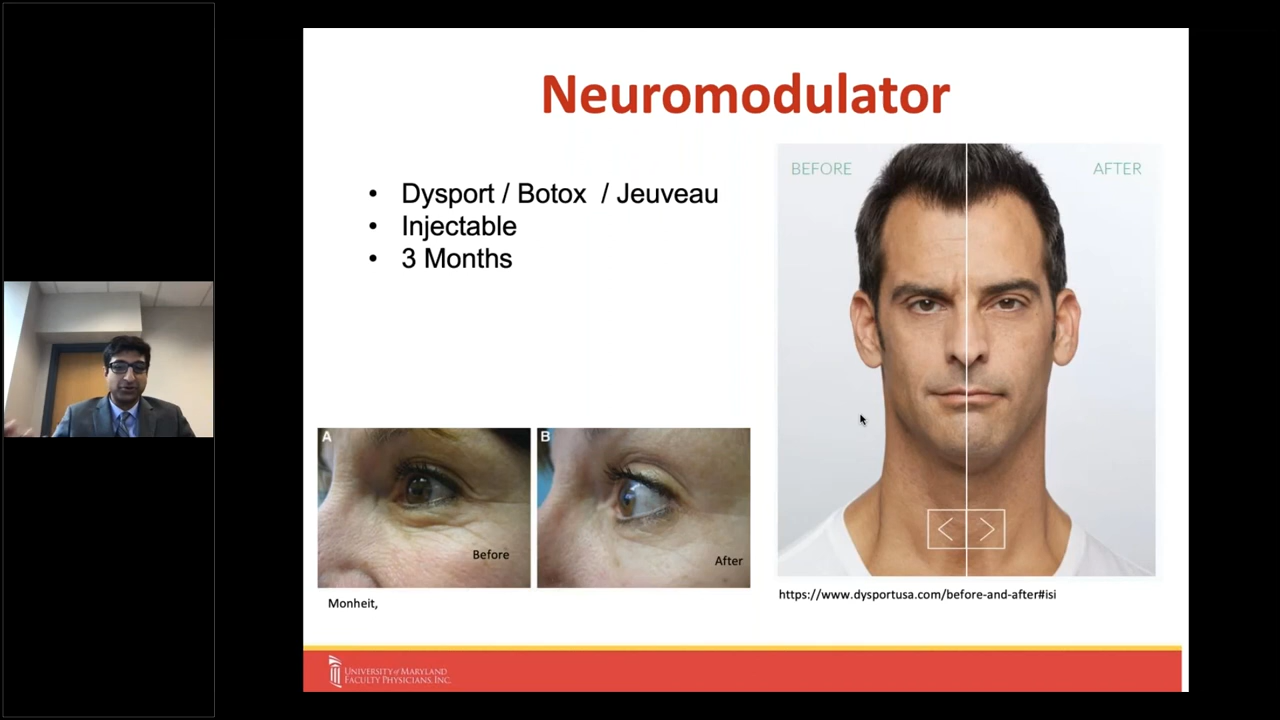 Neuromodulator
• Dysport / Botox / Jeuveau
• Injectable
• 3 Months
BEFORE
AFTER
A
B
Before
After
Monheit,
https://www.dysportusa.com/before-and-after#isi
UNIVERSITY OF MARYLAND
FACULTY PHYSICIANS, INC.